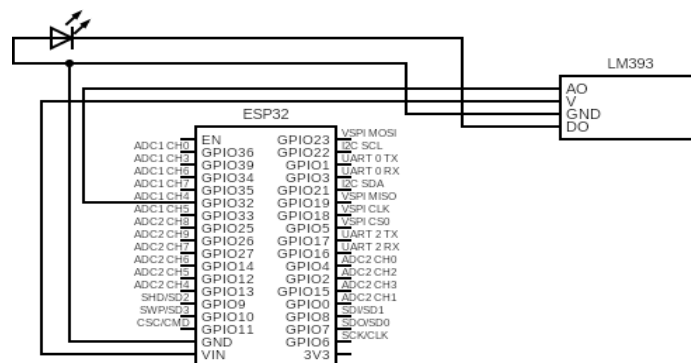 LM393
AO
V
GND
DO
ESP32
EN GPIO23 VSPI MOSI
ADC1 CH0 GPIO36 GPIO22 I2C SCL
ADC1 CH3 GPIO39 GPIO1 UART 0 TX
ADC1 CH6 GPIO34 GPIO3 UART 0 RX
ADC1 CH7 GPIO35 GPIO21 I2C SDA
ADC1 CH4 GPIO32 GPIO19 VSPI MISO
ADC1 CH5 GPIO33 GPIO18 VSPI CLK
ADC2 CH8 GPIO25 GPIO5 VSPI CS0
ADC2 CH9 GPIO26 GPIO17 UART 2 TX
ADC2 CH7 GPIO27 GPIO16 UART 2 RX
ADC2 CH6 GPIO14 GPIO4 ADC2 CH0
ADC2 CH5 GPIO12 GPIO2 ADC2 CH2
ADC2 CH4 GPIO13 GPIO15 ADC2 CH3
SHD/SD2 GPIO9 GPIO0 ADC2 CH1
SWP/SD3 GPIO10 GPIO8 SDI/SD1
CSC/CMD GPIO11 GPIO7 SDO/SD0
GND GPIO6 SCK/CLK
VIN 3V3